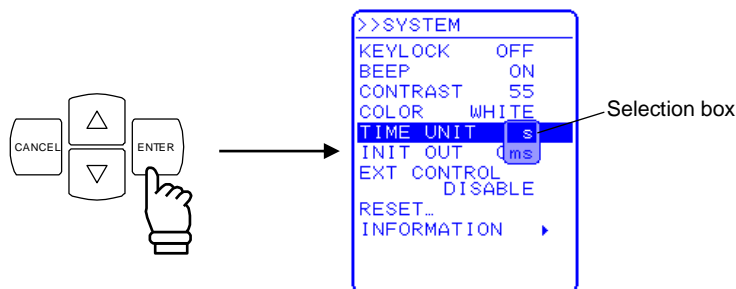 CANCEL
ENTER
>>SYSTEM
KEYLOCK OFF
BEEP ON
CONTRAST 55
COLOR WHITE
TIME UNIT s
INIT OUT ms
EXT CONTROL
DISABLE
RESET…
INFORMATION
Selection box